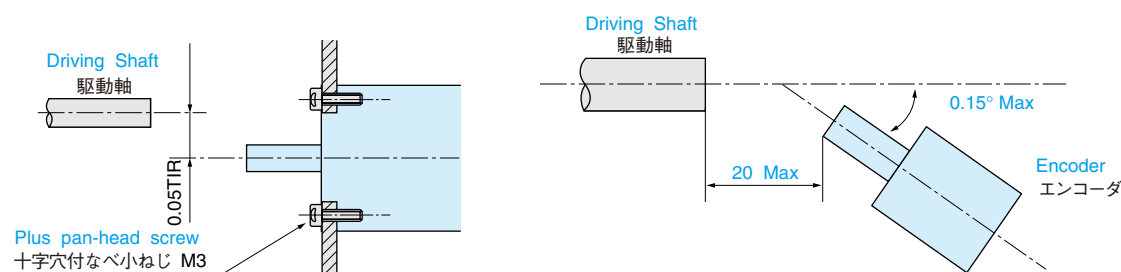 Driving Shaft
駆動軸
0.05TIR
Plus pan-head screw
十字穴付なべ小ねじ M3
Driving Shaft
駆動軸
0.15° Max
20 Max
Encoder
エンコーダ